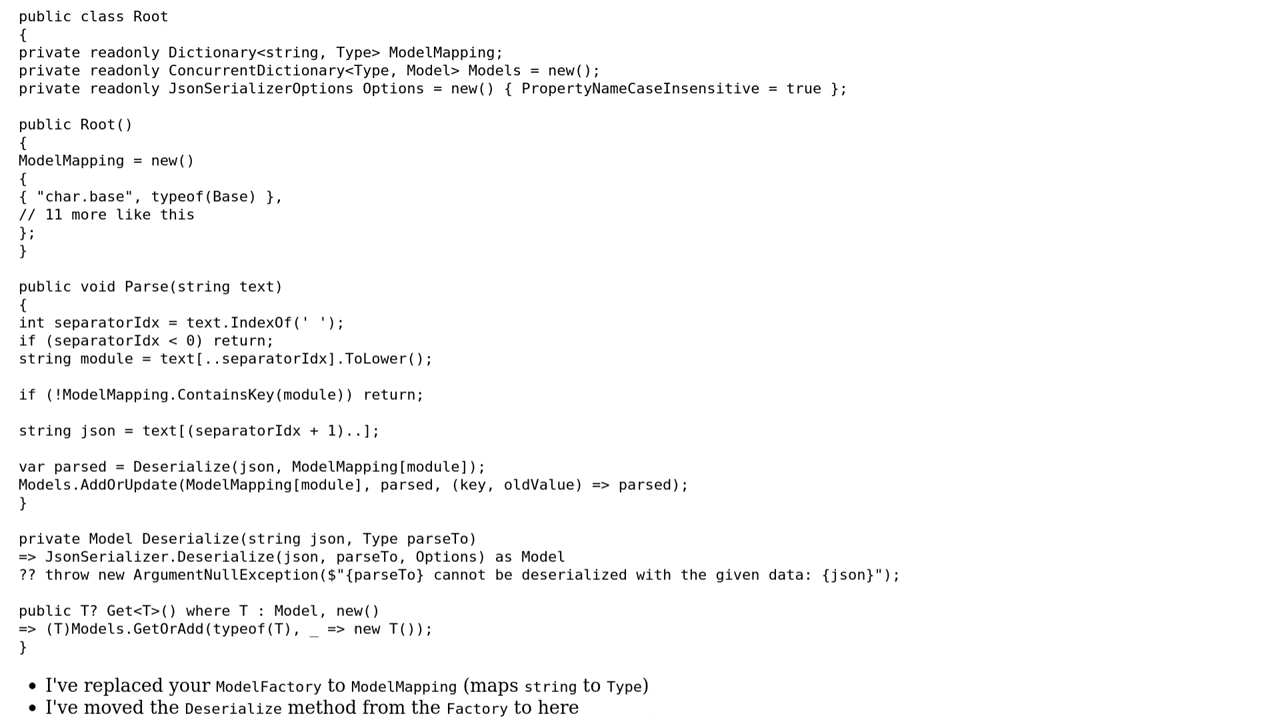 public class Root
{
private readonly Dictionary<string, Type> ModelMapping;
private readonly ConcurrentDictionary<Type, Model> Models = new();
private readonly JsonSerializerOptions Options = new() { PropertyNameCaseInsensitive = true };

public Root()
{
ModelMapping = new()
{
{ "char.base", typeof(Base) },
// 11 more like this
};
}

public void Parse(string text)
{
int separatorIdx = text.IndexOf(' ');
if (separatorIdx < 0) return;
string module = text[..separatorIdx].ToLower();

if (!ModelMapping.ContainsKey(module)) return;

string json = text[(separatorIdx + 1)..];

var parsed = Deserialize(json, ModelMapping[module]);
Models.AddOrUpdate(ModelMapping[module], parsed, (key, oldValue) => parsed);
}

private Model Deserialize(string json, Type parseTo)
=> JsonSerializer.Deserialize(json, parseTo, Options) as Model
?? throw new ArgumentNullException($"{parseTo} cannot be deserialized with the given data: {json}");

public T? Get<T>() where T : Model, new()
=> (T)Models.GetOrAdd(typeof(T), _ => new T());
}
• I've replaced your ModelFactory to ModelMapping (maps string to Type)
• I've moved the Deserialize method from the Factory to here